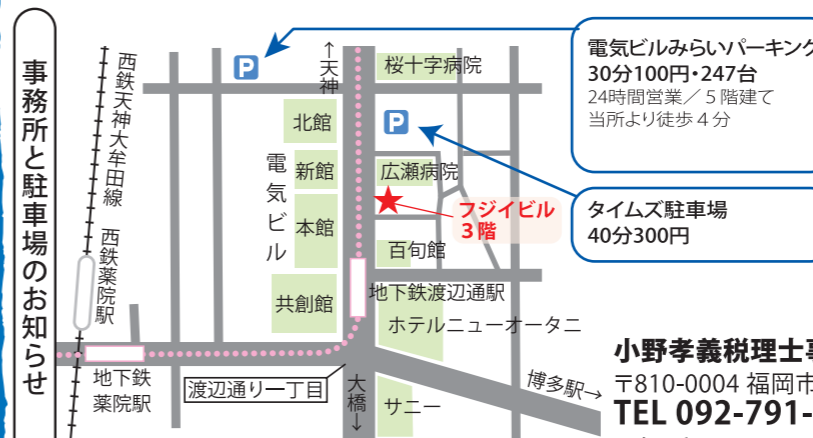 事務所と駐車場のお知らせ
西鉄天神大牟田線
西鉄薬院駅
P
↑天神
桜十字病院
北館
P
電気ビル
新館
広瀬病院
本館
フジイビル
3階
百旬館
共創館
地下鉄渡辺通駅
ホテルニューオータニ
地下鉄
薬院駅
渡辺通り一丁目
大橋↓
博多駅→
サニー
電気ビルみらいパーキング
30分100円・247台
24時間営業／5階建て
当所より徒歩4分
タイムズ駐車場
40分300円
小野孝義税理士事
〒810-0004 福岡市
TEL 092-791-